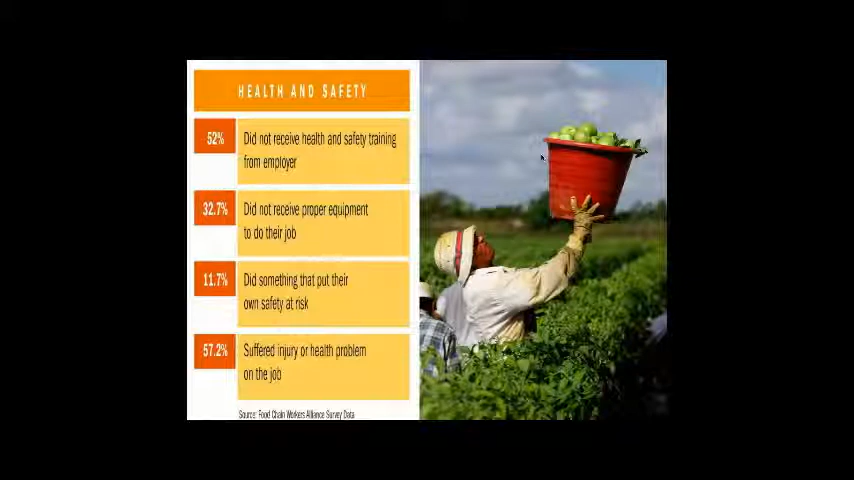 HEALTH AND SAFETY
52%
Did not receive health and safety training
from employer
32.7%
Did not receive proper equipment
to do their job
11.7%
Did something that put their
own safety at risk
57.2%
Suffered injury or health problem
on the job
Source: Food Chain Workers Alliance Survey Data